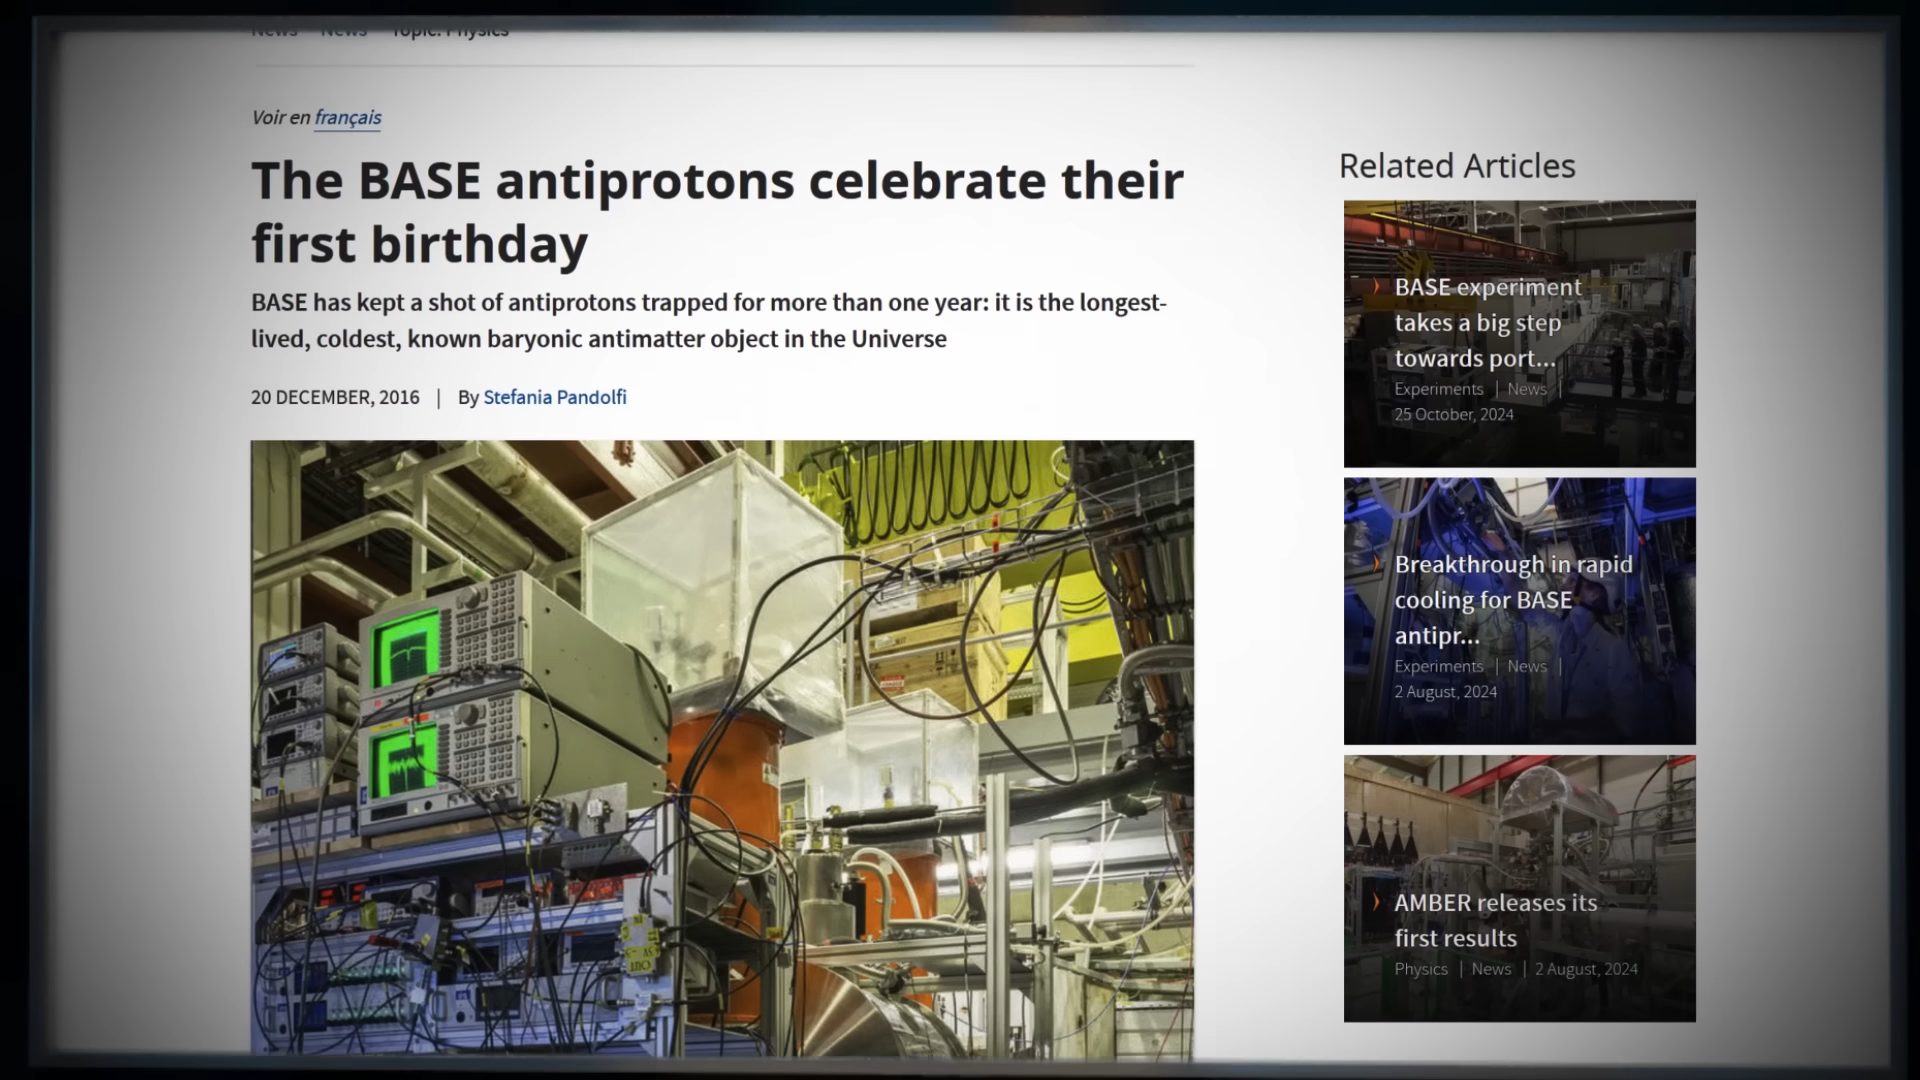 News News Topic: Physics
Voir en français
The BASE antiprotons celebrate their
first birthday
BASE has kept a shot of antiprotons trapped for more than one year: it is the longest-
lived, coldest, known baryonic antimatter object in the Universe
20 DECEMBER, 2016 | By Stefania Pandolfi
Related Articles
BASE experiment
takes a big step
towards port...
Experiments | News |
25 October, 2024
Breakthrough in rapid
cooling for BASE
antipr...
Experiments | News |
2 August, 2024
AMBER releases its
first results
Physics | News | 2 August, 2024